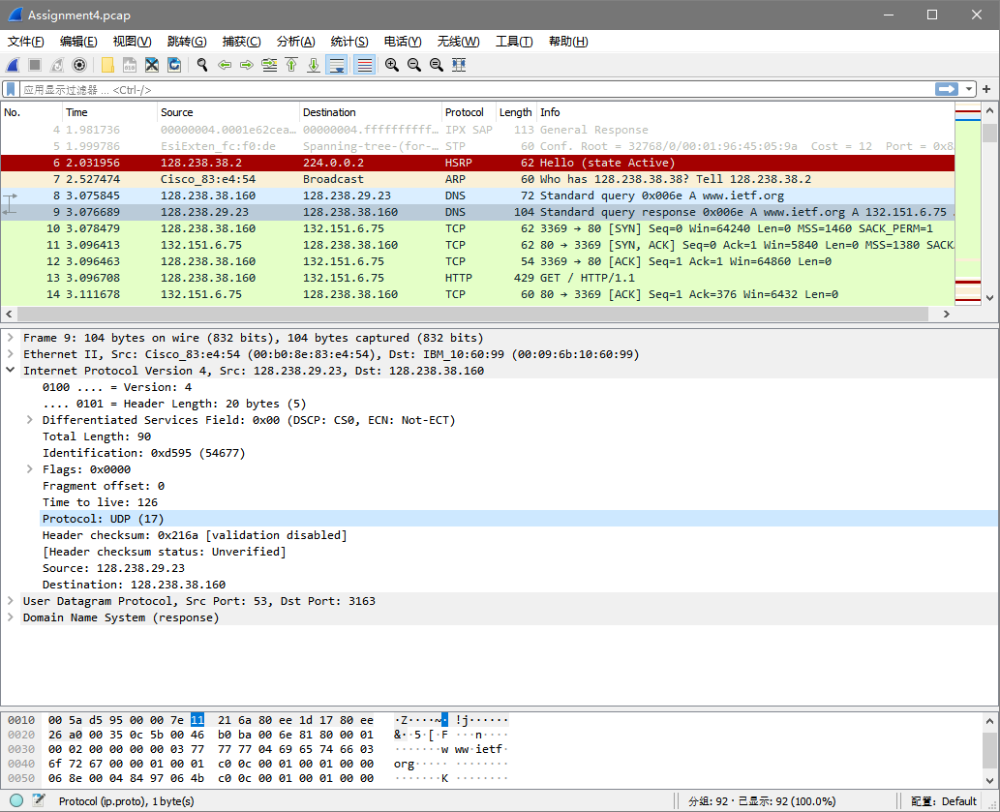 Assignment4.pcap
文件(F) 编辑(E) 视图(V) 跳转(G) 捕获(C) 分析(A) 统计(S) 电话(Y) 无线(W) 工具(T) 帮助(H)
应用显示过滤器 … <Ctrl-/>
No. Time Source Destination Protocol Length Info
4 1.981736 00000004.0001e62cea… 00000004.ffffffffff… IPX SAP 113 General Response
5 1.999786 EsiExten_fc:f0:de Spanning-tree-(for-… STP 60 Conf. Root = 32768/0/00:01:96:45:05:9a Cost = 12 Port = 0x8
6 2.031956 128.238.38.2 224.0.0.2 HSRP 62 Hello (state Active)
7 2.527474 Cisco_83:e4:54 Broadcast ARP 60 Who has 128.238.38.38? Tell 128.238.38.2
8 3.075845 128.238.38.160 128.238.29.23 DNS 72 Standard query 0x006e A www.ietf.org
9 3.076689 128.238.29.23 128.238.38.160 DNS 104 Standard query response 0x006e A www.ietf.org A 132.151.6.75
10 3.078479 128.238.38.160 132.151.6.75 TCP 62 3369 → 80 [SYN] Seq=0 Win=64240 Len=0 MSS=1460 SACK_PERM=1
11 3.096413 132.151.6.75 128.238.38.160 TCP 62 80 → 3369 [SYN, ACK] Seq=0 Ack=1 Win=5840 Len=0 MSS=1380 SACK
12 3.096463 128.238.38.160 132.151.6.75 TCP 54 3369 → 80 [ACK] Seq=1 Ack=1 Win=64860 Len=0
13 3.096708 128.238.38.160 132.151.6.75 HTTP 429 GET / HTTP/1.1
14 3.111678 132.151.6.75 128.238.38.160 TCP 60 80 → 3369 [ACK] Seq=1 Ack=376 Win=6432 Len=0
Frame 9: 104 bytes on wire (832 bits), 104 bytes captured (832 bits)
Ethernet II, Src: Cisco_83:e4:54 (00:b0:8e:83:e4:54), Dst: IBM_10:60:99 (00:09:6b:10:60:99)
Internet Protocol Version 4, Src: 128.238.29.23, Dst: 128.238.38.160
0100 .... = Version: 4
.... 0101 = Header Length: 20 bytes (5)
Differentiated Services Field: 0x00 (DSCP: CS0, ECN: Not-ECT)
Total Length: 90
Identification: 0xd595 (54677)
Flags: 0x0000
Fragment offset: 0
Time to live: 126
Protocol: UDP (17)
Header checksum: 0x216a [validation disabled]
[Header checksum status: Unverified]
Source: 128.238.29.23
Destination: 128.238.38.160
User Datagram Protocol, Src Port: 53, Dst Port: 3163
Domain Name System (response)
0010 00 5a d5 95 00 00 7e 11 21 6a 80 ee 1d 17 80 ee ·Z····~· !j······
0020 26 a0 00 35 0c 5b 00 46 b0 ba 00 6e 81 80 00 01 &··5·[·F ···n····
0030 00 02 00 00 00 00 03 77 77 77 04 69 65 74 66 03 ·······w ww·ietf·
0040 6f 72 67 00 00 01 00 01 c0 0c 00 01 00 01 00 00 org····· ········
0050 06 8e 00 04 84 97 06 4b c0 0c 00 01 00 01 00 00 ·······K ········
Protocol (ip.proto), 1 byte(s) 分组: 92 · 已显示: 92 (100.0%) 配置: Default